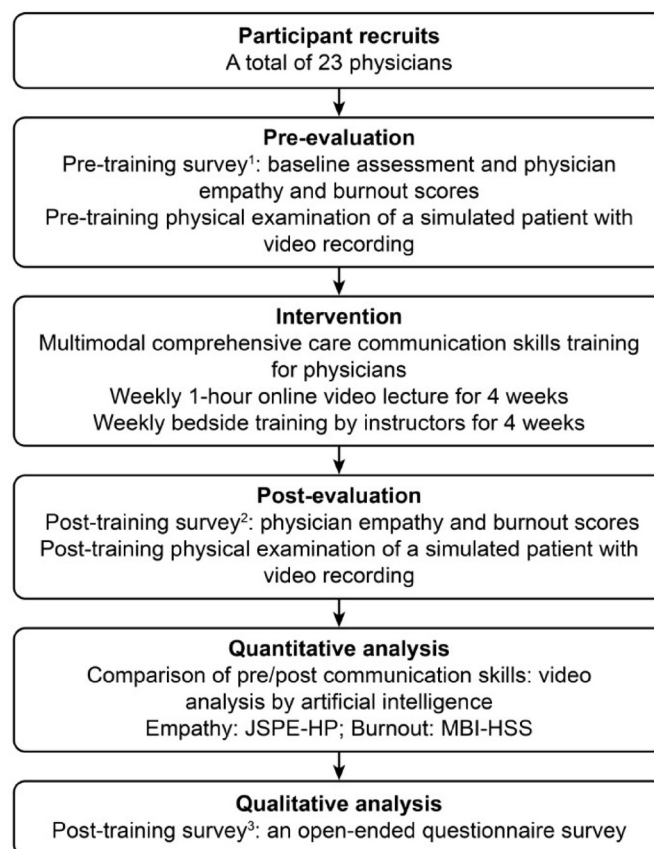 Participant recruits
A total of 23 physicians
Pre-evaluation
Pre-training survey¹: baseline assessment and physician
empathy and burnout scores
Pre-training physical examination of a simulated patient with
video recording
Intervention
Multimodal comprehensive care communication skills training
for physicians
Weekly 1-hour online video lecture for 4 weeks
Weekly bedside training by instructors for 4 weeks
Post-evaluation
Post-training survey²: physician empathy and burnout scores
Post-training physical examination of a simulated patient with
video recording
Quantitative analysis
Comparison of pre/post communication skills: video
analysis by artificial intelligence
Empathy: JSPE-HP; Burnout: MBI-HSS
Qualitative analysis
Post-training survey³: an open-ended questionnaire survey